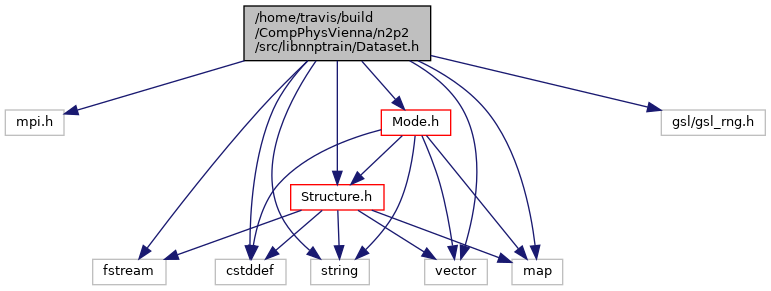 /home/travis/build
/CompPhysVienna/n2p2
/src/libnnptrain/Dataset.h
mpi.h
Mode.h
gsl/gsl_rng.h
Structure.h
fstream
cstddef
string
vector
map